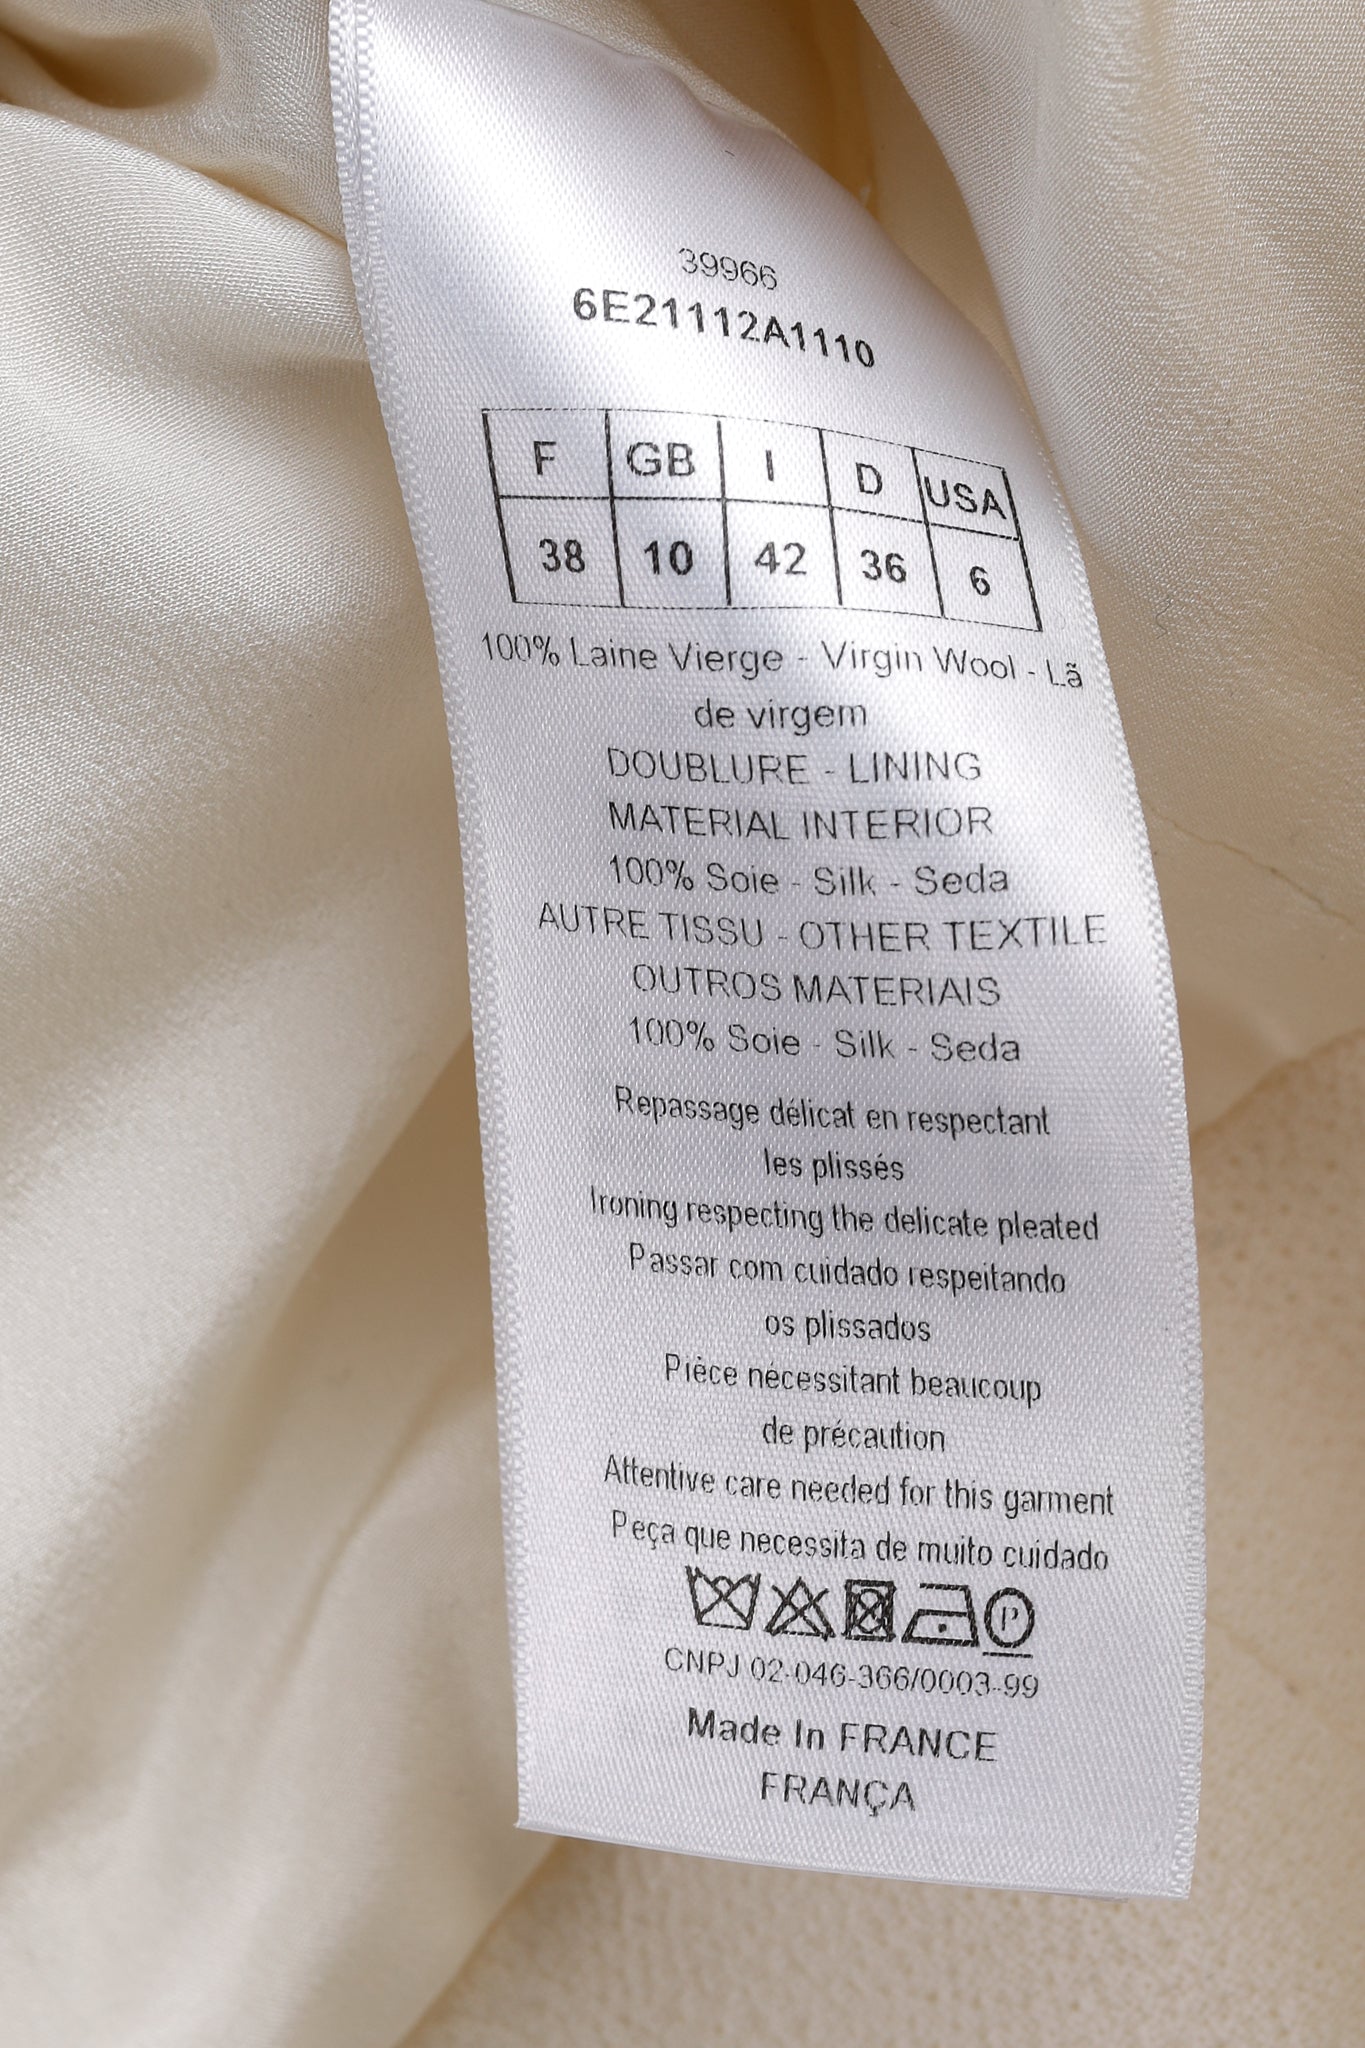 39966
6E21112A1110
F GB I D USA
38 10 42 36 6
100% Laine Vierge - Virgin Wool - Lã
de virgem
DOUBLURE - LINING
MATERIAL INTERIOR
100% Soie - Silk - Seda
AUTRE TISSU - OTHER TEXTILE
OUTROS MATERIAIS
100% Soie - Silk - Seda
Repassage délicat en respectant
les plissés
Ironing respecting the delicate pleated
Passar com cuidado respeitando
os plissados
Pièce nécessitant beaucoup
de précaution
Attentive care needed for this garment
Peça que necessita de muito cuidado
P
CNPJ 02-046-366/0003-99
Made In FRANCE
FRANÇA